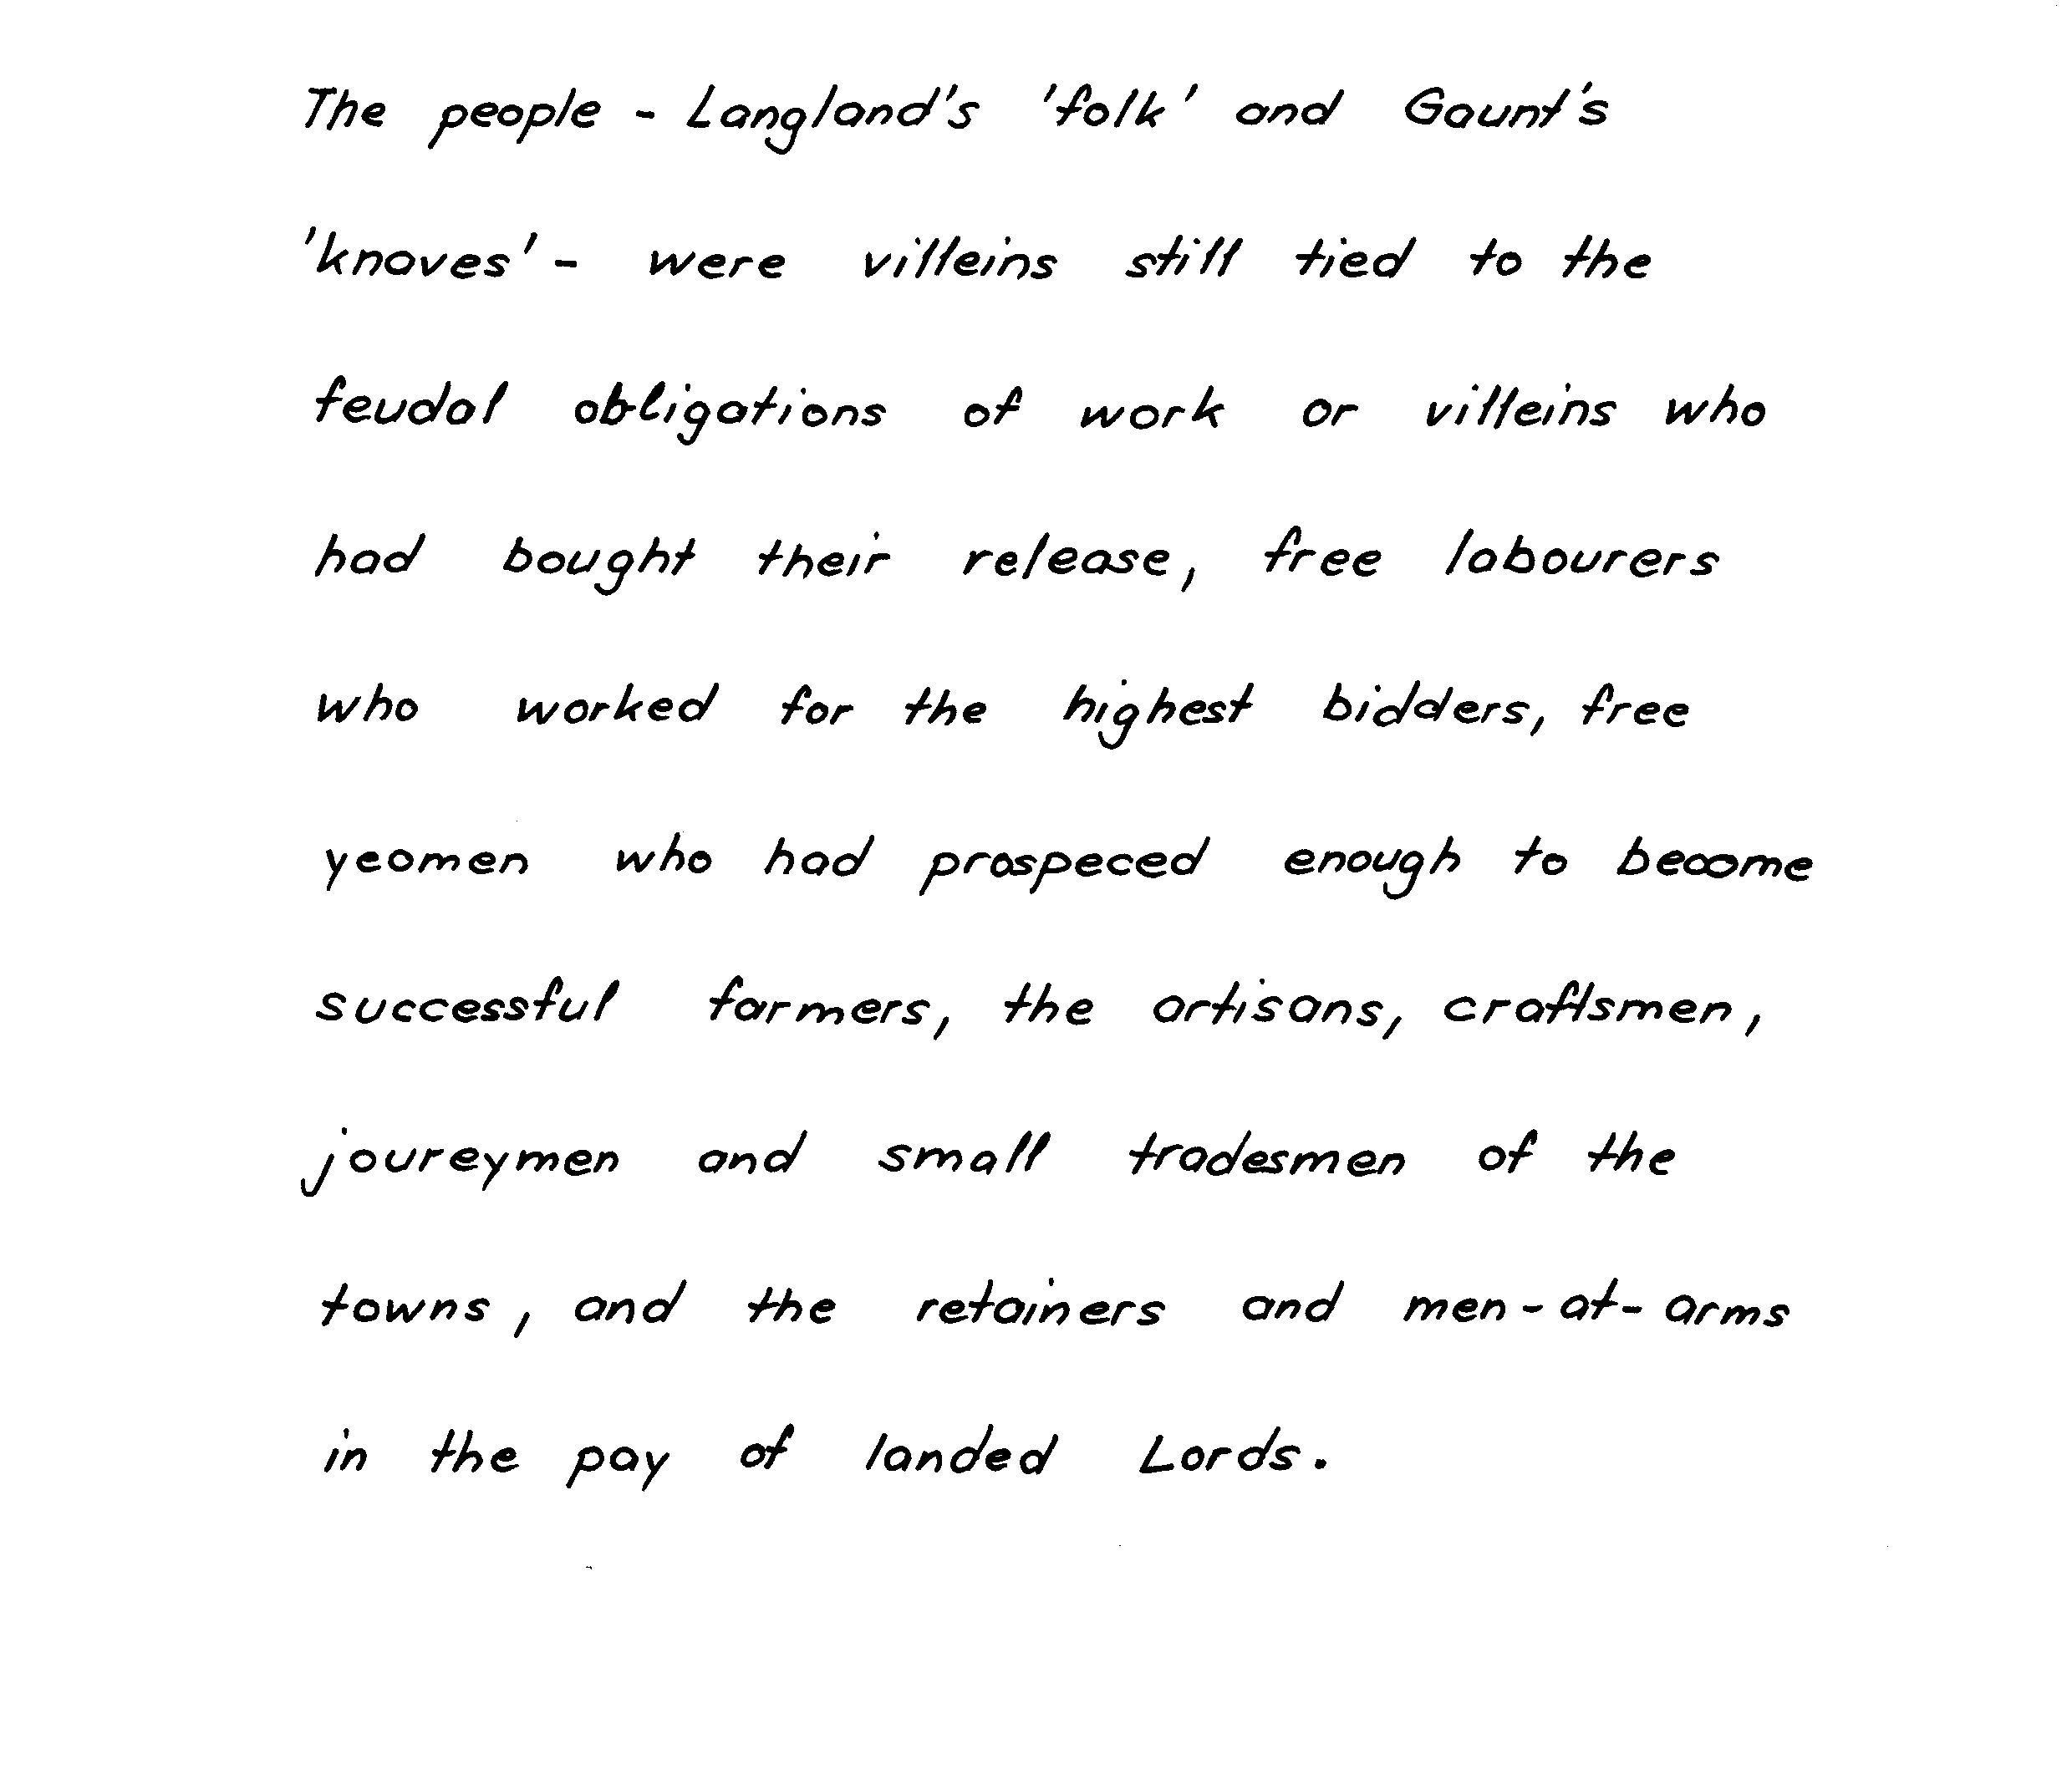 The people - Langland's 'folk' and Gaunt's
'knaves' - were villeins still tied to the
feudal obligations of work or villeins who
had bought their release, free labourers
who worked for the highest bidders, free
yeomen who had prospeced enough to become
successful farmers, the artisans, craftsmen,
joureymen and small tradesmen of the
towns, and the retainers and men-at-arms
in the pay of landed Lords.